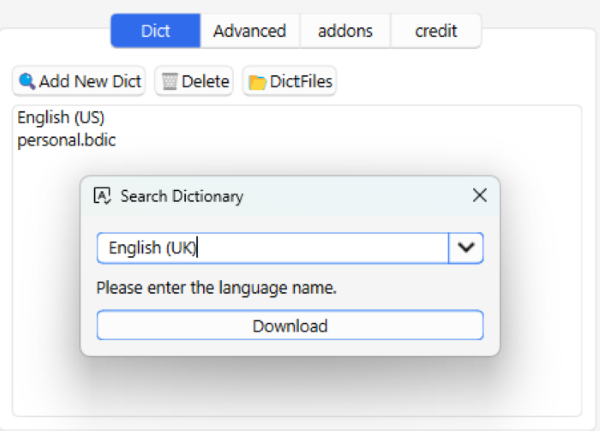 Dict Advanced addons credit
Add New Dict Delete DictFiles
English (US)
personal.bdic
Search Dictionary
English (UK)
Please enter the language name.
Download